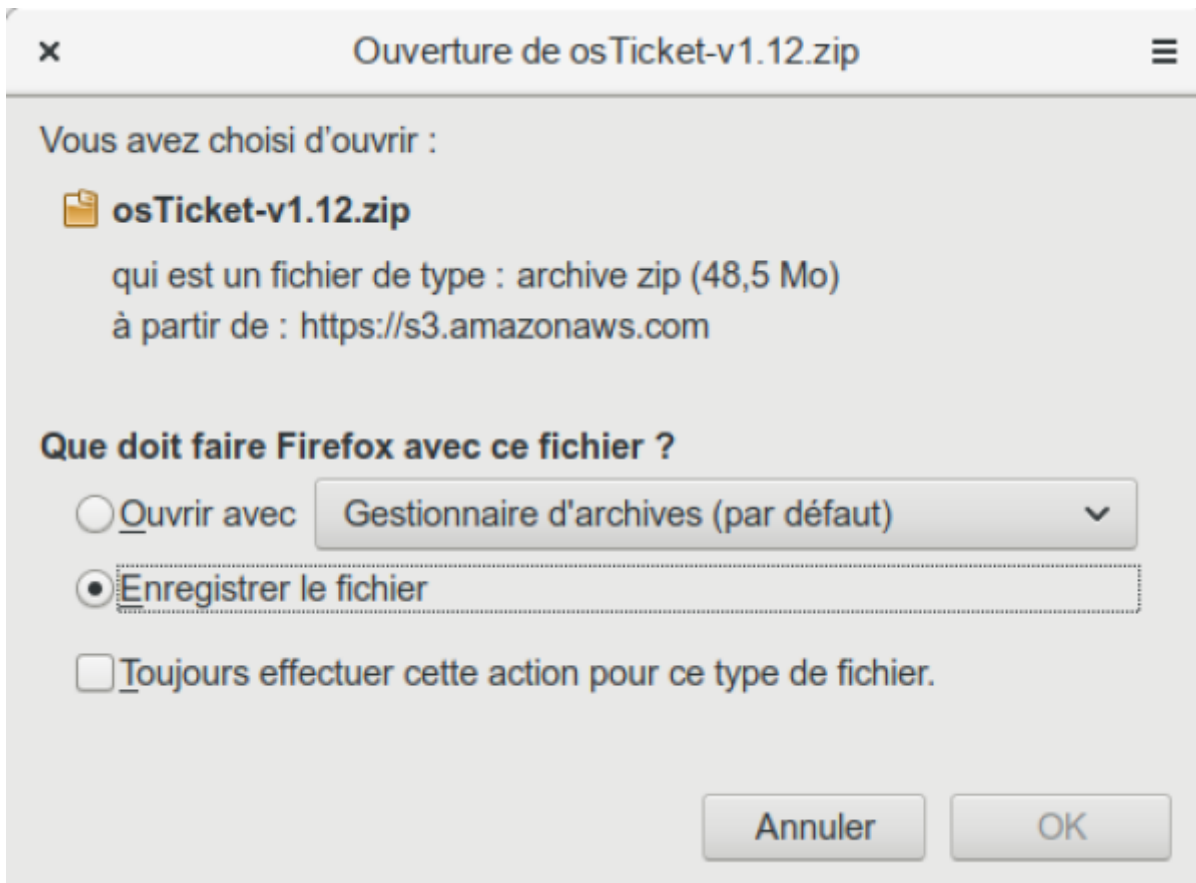 Ouverture de osTicket-v1.12.zip
Vous avez choisi d’ouvrir :
osTicket-v1.12.zip
qui est un fichier de type : archive zip (48,5 Mo)
à partir de : https://s3.amazonaws.com
Que doit faire Firefox avec ce fichier ?
Ouvrir avec Gestionnaire d'archives (par défaut)
Enregistrer le fichier
Toujours effectuer cette action pour ce type de fichier.
Annuler OK